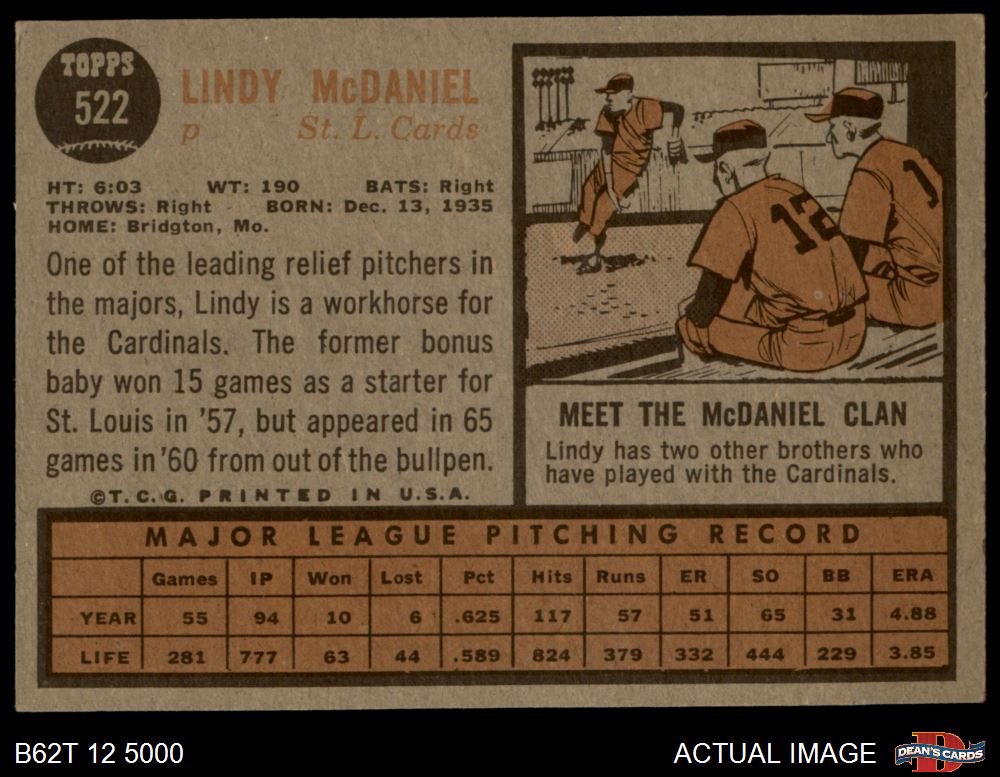 TOPPS
522
LINDY McDANIEL
p St. L. Cards
HT: 6:03 WT: 190 BATS: Right
THROWS: Right BORN: Dec. 13, 1935
HOME: Bridgton, Mo.
One of the leading relief pitchers in
the majors, Lindy is a workhorse for
the Cardinals. The former bonus
baby won 15 games as a starter for
St. Louis in '57, but appeared in 65
games in '60 from out of the bullpen.
©T.C.G. PRINTED IN U.S.A.
12
1
MEET THE McDANIEL CLAN
Lindy has two other brothers who
have played with the Cardinals.
MAJOR LEAGUE PITCHING RECORD
Games IP Won Lost Pct Hits Runs ER SO BB ERA
YEAR 55 94 10 6 .625 117 57 51 65 31 4.88
LIFE 281 777 63 44 .589 824 379 332 444 229 3.85
B62T 12 5000 ACTUAL IMAGE DEAN'S CARDS